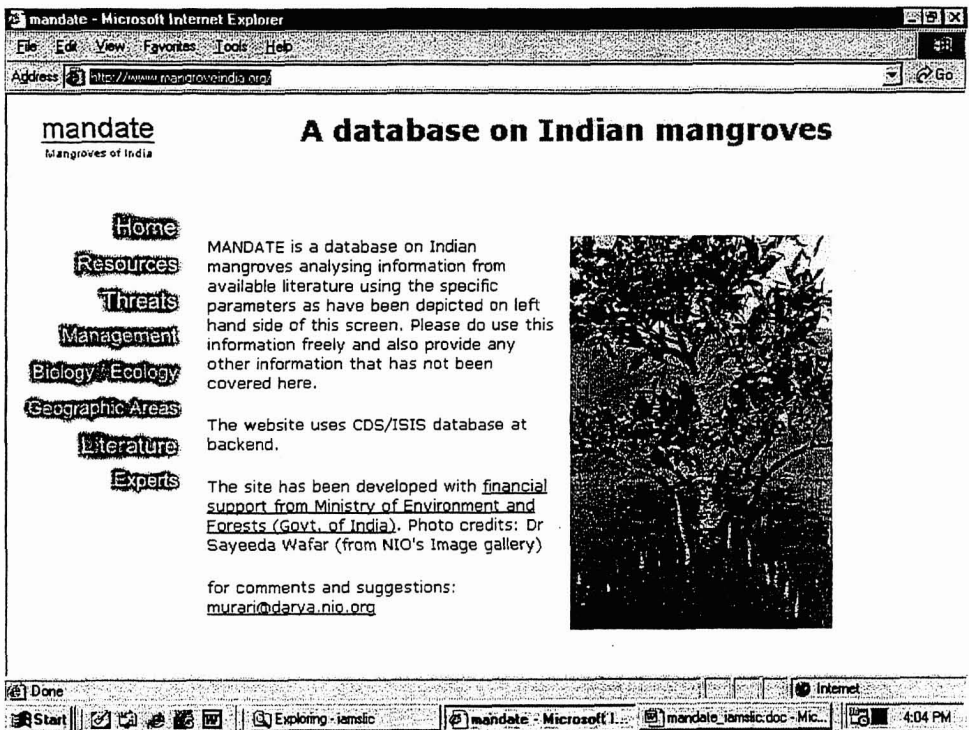 mandate - Microsoft Internet Explorer
File Edit View Favorites Tools Help
Address http://www.mangroveindia.org/ Go
mandate
Mangroves of India
A database on Indian mangroves
Home
Resources
Threats
Management
Biology / Ecology
Geographic Areas
Literature
Experts
MANDATE is a database on Indian
mangroves analysing information from
available literature using the specific
parameters as have been depicted on left
hand side of this screen. Please do use this
information freely and also provide any
other information that has not been
covered here.
The website uses CDS/ISIS database at
backend.
The site has been developed with financial
support from Ministry of Environment and
Forests (Govt. of India). Photo credits: Dr
Sayeeda Wafar (from NIO's Image gallery)
for comments and suggestions:
murari@darya.nio.org
Done Internet
Start Exploring - iamslic mandate - Microsoft I... mandate_iamslic.doc - Mic... 4:04 PM